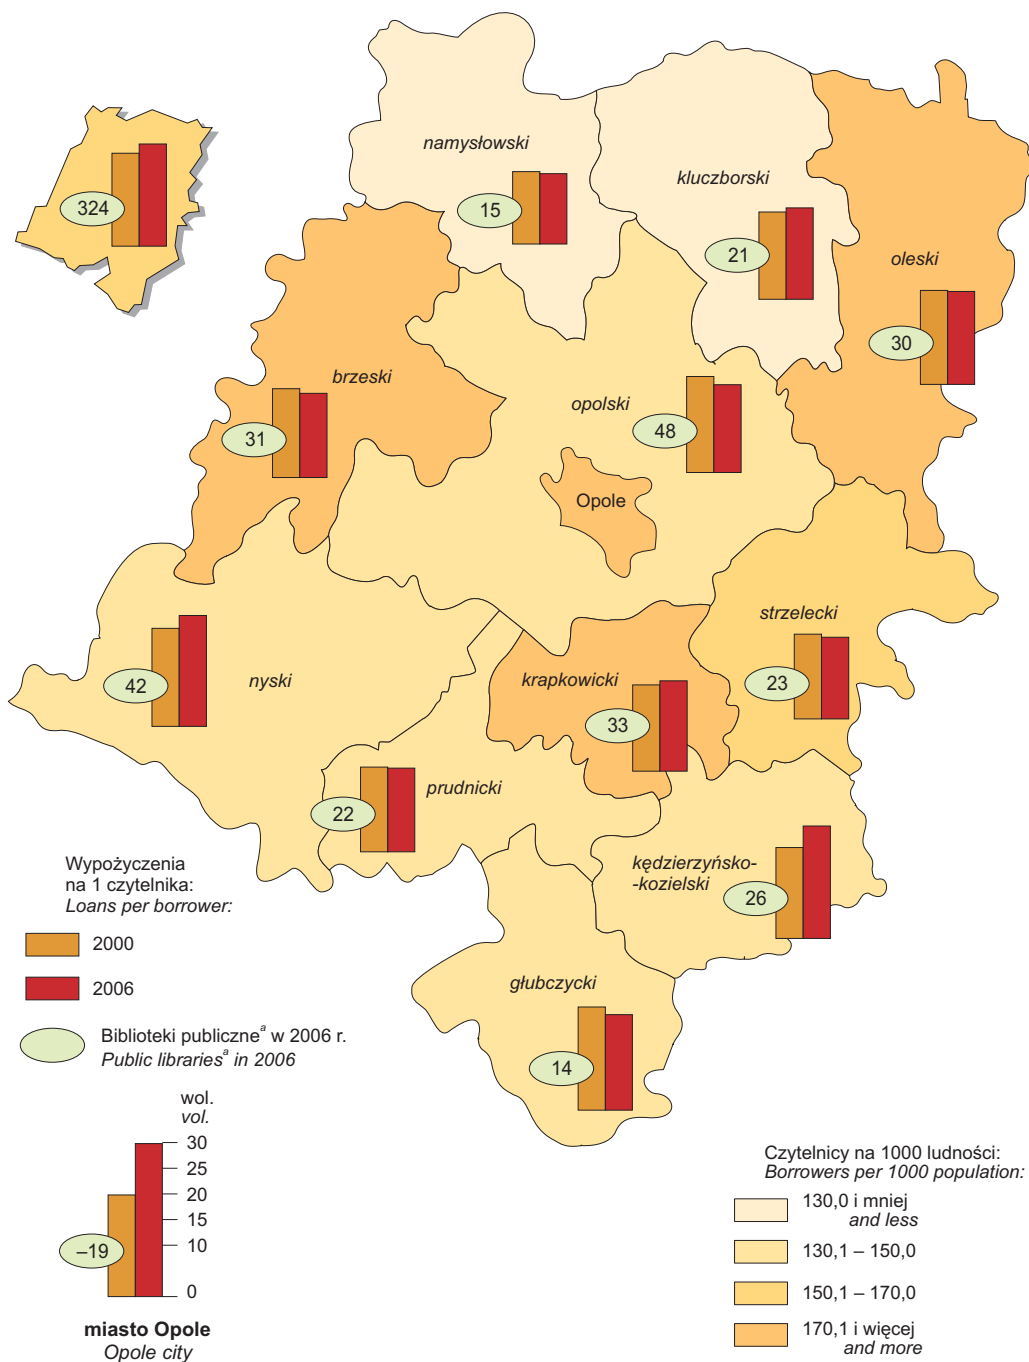 namysłowski
kluczborski
324
15
21
oleski
30
brzeski
opolski
31
48
Opole
strzelecki
nyski
krapkowicki
42
23
33
prudnicki
22
Wypożyczenia
na 1 czytelnika:
Loans per borrower:
kędzierzyńsko-
-kozielski
26
2000
2006
głubczycki
Biblioteki publiczneᵃ w 2006 r.
Public librariesᵃ in 2006
14
wol.
vol.
30
25
20
15
10
–19
0
miasto Opole
Opole city
Czytelnicy na 1000 ludności:
Borrowers per 1000 population:
130,0 i mniej
and less
130,1 – 150,0
150,1 – 170,0
170,1 i więcej
and more